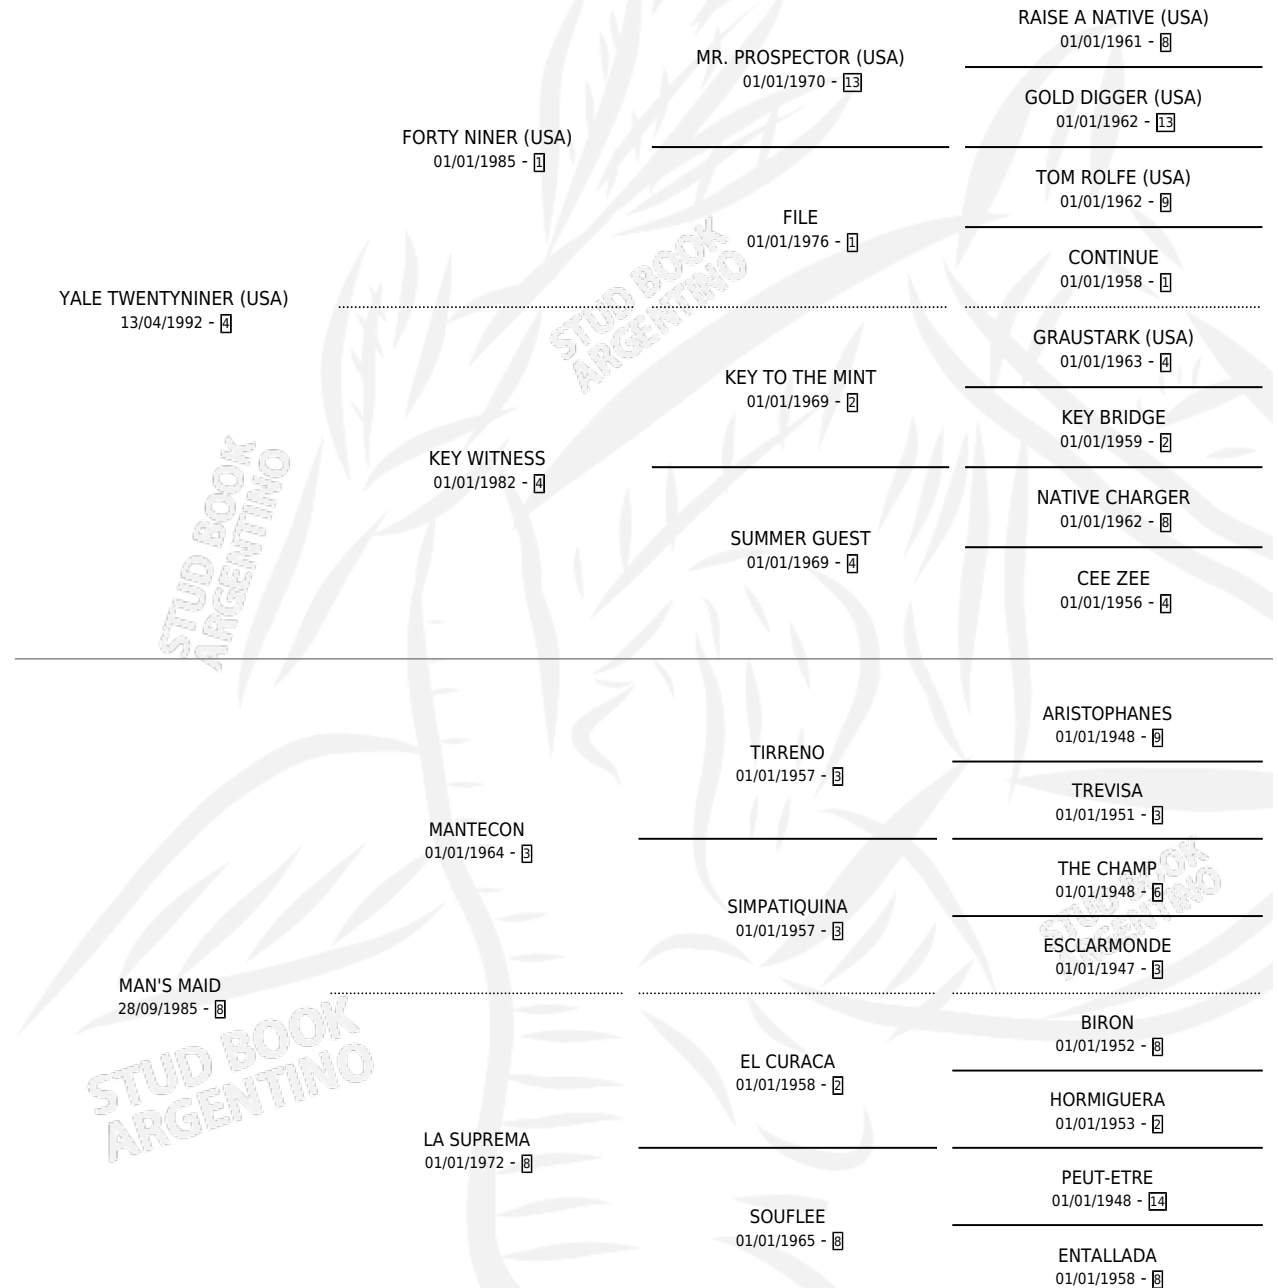 RAISE A NATIVE (USA)
01/01/1961 - 8
MR. PROSPECTOR (USA)
01/01/1970 - 13
GOLD DIGGER (USA)
01/01/1962 - 13
FORTY NINER (USA)
01/01/1985 - 1
TOM ROLFE (USA)
01/01/1962 - 9
FILE
01/01/1976 - 1
CONTINUE
01/01/1958 - 1
YALE TWENTYNINER (USA)
13/04/1992 - 4
GRAUSTARK (USA)
01/01/1963 - 4
KEY TO THE MINT
01/01/1969 - 2
KEY BRIDGE
01/01/1959 - 2
KEY WITNESS
01/01/1982 - 4
NATIVE CHARGER
01/01/1962 - 8
SUMMER GUEST
01/01/1969 - 4
CEE ZEE
01/01/1956 - 4
ARISTOPHANES
01/01/1948 - 9
TIRRENO
01/01/1957 - 3
TREVISA
01/01/1951 - 3
MANTECON
01/01/1964 - 3
THE CHAMP
01/01/1948 - 6
SIMPATIQUINA
01/01/1957 - 3
ESCLARMONDE
01/01/1947 - 3
MAN'S MAID
28/09/1985 - 8
BIRON
01/01/1952 - 8
EL CURACA
01/01/1958 - 2
HORMIGUERA
01/01/1953 - 2
LA SUPREMA
01/01/1972 - 8
PEUT-ETRE
01/01/1948 - 14
SOUFLEE
01/01/1965 - 8
ENTALLADA
01/01/1958 - 8
STUD BOOK
ARGENTINO
STUD BOOK
ARGENTINO
STUD BOOK
ARGENTINO
STUD BOOK
ARGENTINO